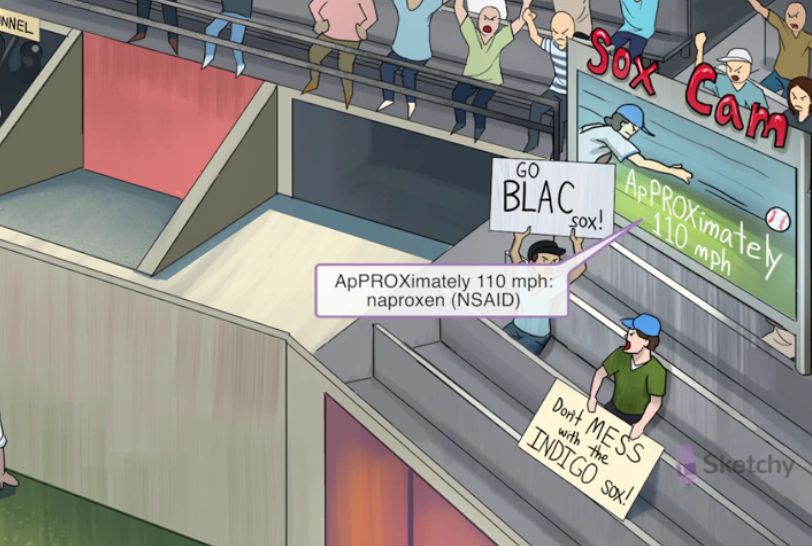 NNEL
Sox Cam
ApPROXimately
110 mph
GO
BLAC
sox!
ApPROXimately 110 mph:
naproxen (NSAID)
Don't MESS
with the
INDIGO sox!
Sketchy